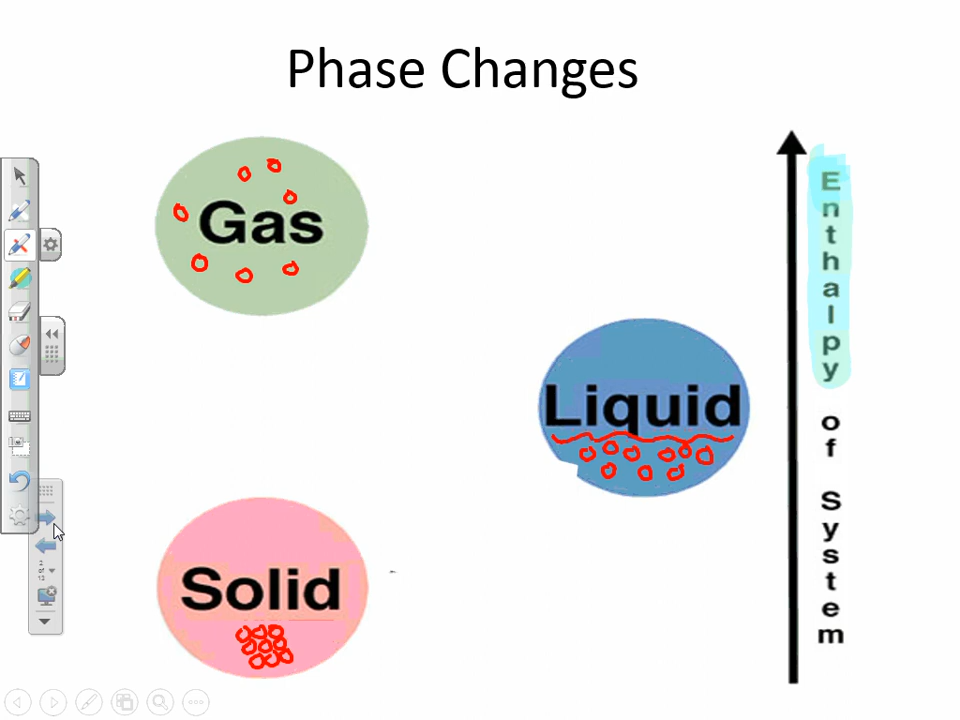 Phase Changes
Gas
Liquid
Solid
Enthalpy of System